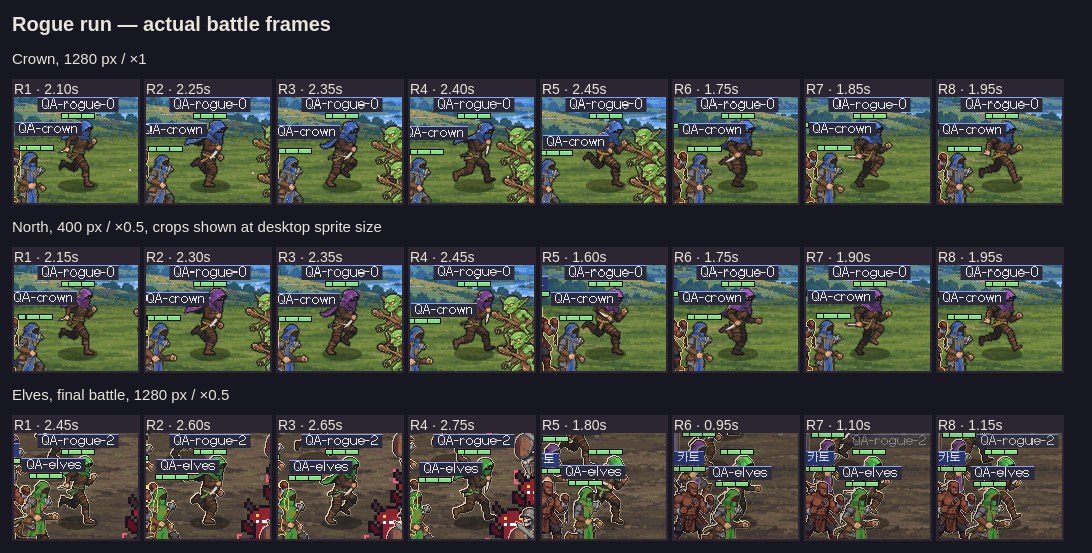 Rogue run — actual battle frames
Crown, 1280 px / ×1
R1 · 2.10s R2 · 2.25s R3 · 2.35s R4 · 2.40s R5 · 2.45s R6 · 1.75s R7 · 1.85s R8 · 1.95s
QA-rogue-0 QA-rogue-0 QA-rogue-0 QA-rogue-0 QA-rogue-0 QA-rogue-0 QA-rogue-0 QA-rogue-0
QA-crown QA-crown QA-crown QA-crown QA-crown QA-crown QA-crown QA-crown
North, 400 px / ×0.5, crops shown at desktop sprite size
R1 · 2.15s R2 · 2.30s R3 · 2.35s R4 · 2.45s R5 · 1.60s R6 · 1.75s R7 · 1.90s R8 · 1.95s
QA-rogue-0 QA-rogue-0 QA-rogue-0 QA-rogue-0 QA-rogue-0 QA-rogue-0 QA-rogue-0 QA-rogue-0
QA-crown QA-crown QA-crown QA-crown QA-crown QA-crown QA-crown QA-crown
Elves, final battle, 1280 px / ×0.5
R1 · 2.45s R2 · 2.60s R3 · 2.65s R4 · 2.75s R5 · 1.80s R6 · 0.95s R7 · 1.10s R8 · 1.15s
QA-rogue-2 QA-rogue-2 QA-rogue-2 QA-rogue-2 QA-rogue-2 QA-rogue-2
QA-elves QA-elves QA-elves QA-elves QA-elves QA-elves QA-elves QA-elves